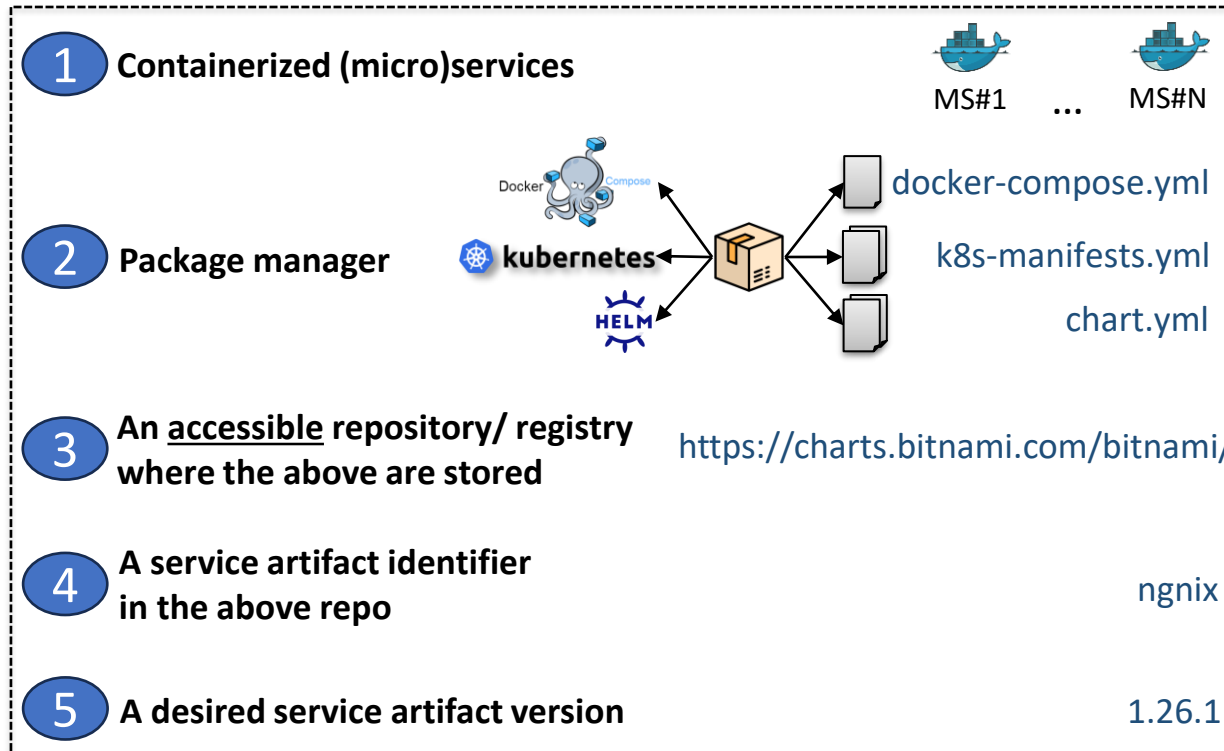 1 Containerized (micro)services
MS#1 ... MS#N
Docker Compose
docker-compose.yml
2 Package manager
kubernetes
k8s-manifests.yml
HELM
chart.yml
3 An accessible repository/ registry
where the above are stored
https://charts.bitnami.com/bitnami/
4 A service artifact identifier
in the above repo
ngnix
5 A desired service artifact version
1.26.1